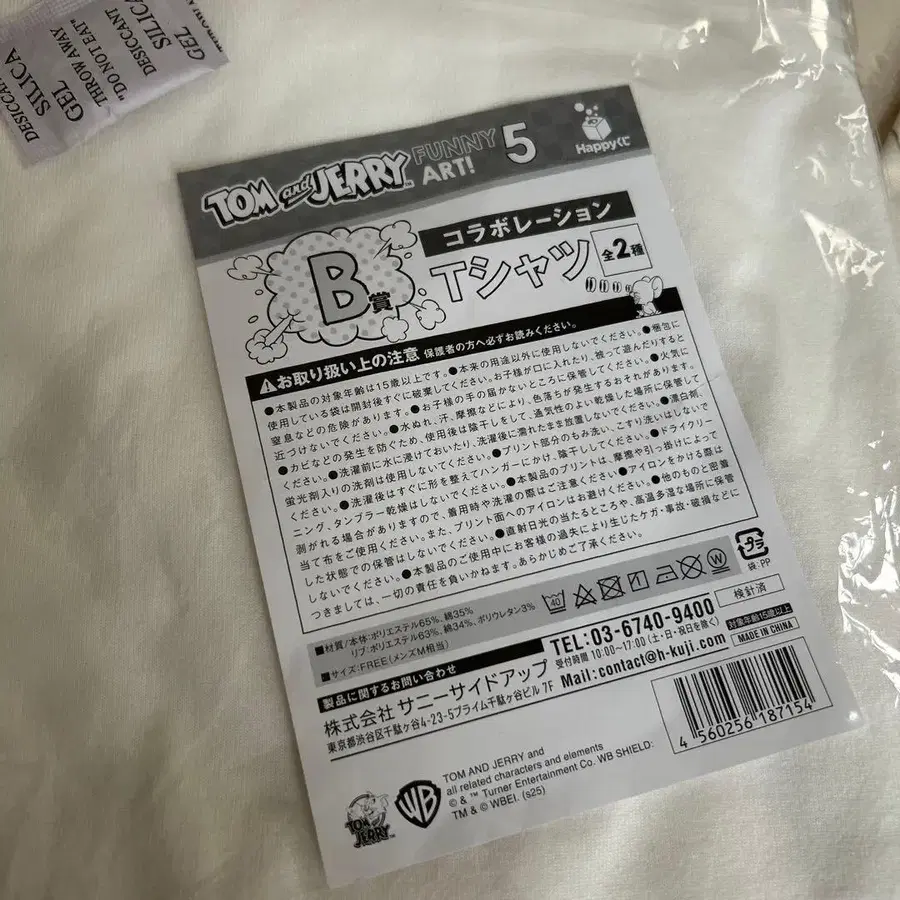 DESICCANT
SILICA
GEL
THROW AWAY
"DO NOT EAT"
DESICCANT
SILICA
GEL
TOM and JERRY™ FUNNY ART! 5
Happyくじ
B賞
コラボレーション
Tシャツ 全2種
⚠お取り扱い上の注意 保護者の方へ必ずお読みください。
●本製品の対象年齢は15歳以上です。●本来の用途以外に使用しないでください。●梱包に
使用している袋は開封後すぐに破棄してください。お子様が口に入れたり、被って遊んだりすると
窒息などの危険があります。●お子様の手の届かないところに保管してください。●火気に
近づけないでください。●水ぬれ、汗、摩擦などにより、色落ちが発生するおそれがあります。
●カビなどの発生を防ぐため、使用後は陰干しをして、通気性のよい乾燥した場所に保管して
ください。●洗濯前に水に浸けておいたり、洗濯後に濡れたまま放置しないでください。●漂白剤、
蛍光剤入りの洗剤は使用しないでください。●プリント部分のもみ洗い、こすり洗いはしないで
ください。●洗濯後はすぐに形を整えてハンガーにかけ、陰干ししてください。●ドライクリー
ニング、タンブラー乾燥はしないでください。●本製品のプリントは、摩擦や引っ掛けによって
剥がれる場合がありますので、着用時や洗濯の際はご注意ください。●アイロンをかける際は
当て布をご使用ください。また、プリント面へのアイロンはお避けください。●他のものと密着
した状態での保管はしないでください。●直射日光の当たるところや、高温多湿な場所に保管
しないでください。●本製品のご使用中にお客様の過失により生じたケガ・事故・破損などに
つきましては、一切の責任を負いかねます。あらかじめご了承ください。
プラ
袋:PP
■材質/本体:ポリエステル65%、綿35%
リブ:ポリエステル63%、綿34%、ポリウレタン3%
■サイズ:FREE(メンズM相当)
40
W
検針済
製品に関するお問い合わせ
TEL:03-6740-9400
対象年齢15歳以上
株式会社 サニーサイドアップ
受付時間 10:00~17:00(土・日・祝日を除く)
MADE IN CHINA
東京都渋谷区千駄ヶ谷4-23-5プライム千駄ヶ谷ビル 7F
Mail:contact@h-kuji.com
4 560256 187154
TOM and JERRY
WB
TOM AND JERRY and
all related characters and elements
© & ™ Turner Entertainment Co. WB SHIELD:
TM & © WBEI. (s25)